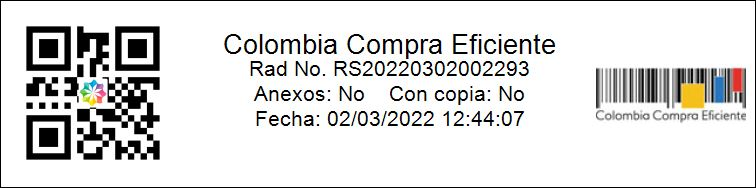 Colombia Compra Eficiente
Rad No. RS20220302002293
Anexos: No    Con copia: No
Fecha: 02/03/2022 12:44:07
Colombia Compra Eficiente